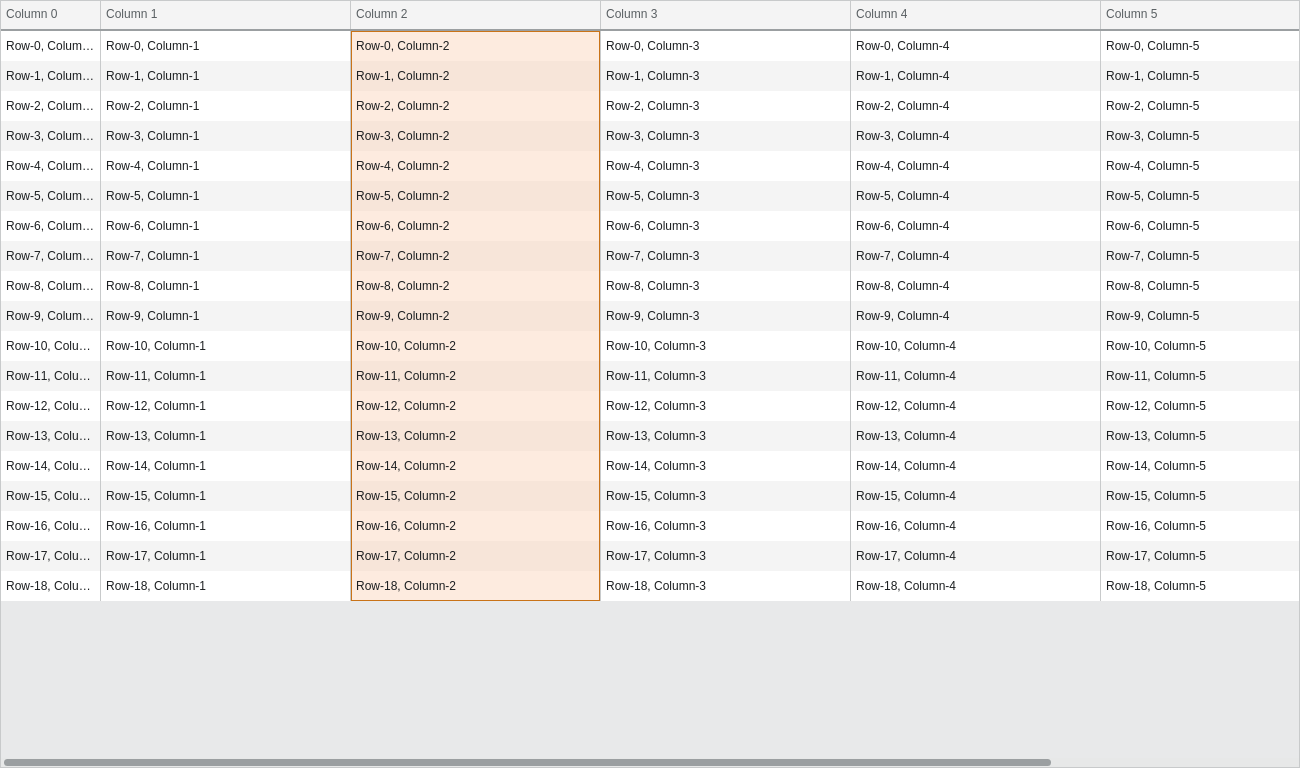 Column 0 Column 1 Column 2 Column 3 Column 4 Column 5
Row-0, Colum… Row-0, Column-1 Row-0, Column-2 Row-0, Column-3 Row-0, Column-4 Row-0, Column-5
Row-1, Colum… Row-1, Column-1 Row-1, Column-2 Row-1, Column-3 Row-1, Column-4 Row-1, Column-5
Row-2, Colum… Row-2, Column-1 Row-2, Column-2 Row-2, Column-3 Row-2, Column-4 Row-2, Column-5
Row-3, Colum… Row-3, Column-1 Row-3, Column-2 Row-3, Column-3 Row-3, Column-4 Row-3, Column-5
Row-4, Colum… Row-4, Column-1 Row-4, Column-2 Row-4, Column-3 Row-4, Column-4 Row-4, Column-5
Row-5, Colum… Row-5, Column-1 Row-5, Column-2 Row-5, Column-3 Row-5, Column-4 Row-5, Column-5
Row-6, Colum… Row-6, Column-1 Row-6, Column-2 Row-6, Column-3 Row-6, Column-4 Row-6, Column-5
Row-7, Colum… Row-7, Column-1 Row-7, Column-2 Row-7, Column-3 Row-7, Column-4 Row-7, Column-5
Row-8, Colum… Row-8, Column-1 Row-8, Column-2 Row-8, Column-3 Row-8, Column-4 Row-8, Column-5
Row-9, Colum… Row-9, Column-1 Row-9, Column-2 Row-9, Column-3 Row-9, Column-4 Row-9, Column-5
Row-10, Colu… Row-10, Column-1 Row-10, Column-2 Row-10, Column-3 Row-10, Column-4 Row-10, Column-5
Row-11, Colu… Row-11, Column-1 Row-11, Column-2 Row-11, Column-3 Row-11, Column-4 Row-11, Column-5
Row-12, Colu… Row-12, Column-1 Row-12, Column-2 Row-12, Column-3 Row-12, Column-4 Row-12, Column-5
Row-13, Colu… Row-13, Column-1 Row-13, Column-2 Row-13, Column-3 Row-13, Column-4 Row-13, Column-5
Row-14, Colu… Row-14, Column-1 Row-14, Column-2 Row-14, Column-3 Row-14, Column-4 Row-14, Column-5
Row-15, Colu… Row-15, Column-1 Row-15, Column-2 Row-15, Column-3 Row-15, Column-4 Row-15, Column-5
Row-16, Colu… Row-16, Column-1 Row-16, Column-2 Row-16, Column-3 Row-16, Column-4 Row-16, Column-5
Row-17, Colu… Row-17, Column-1 Row-17, Column-2 Row-17, Column-3 Row-17, Column-4 Row-17, Column-5
Row-18, Colu… Row-18, Column-1 Row-18, Column-2 Row-18, Column-3 Row-18, Column-4 Row-18, Column-5